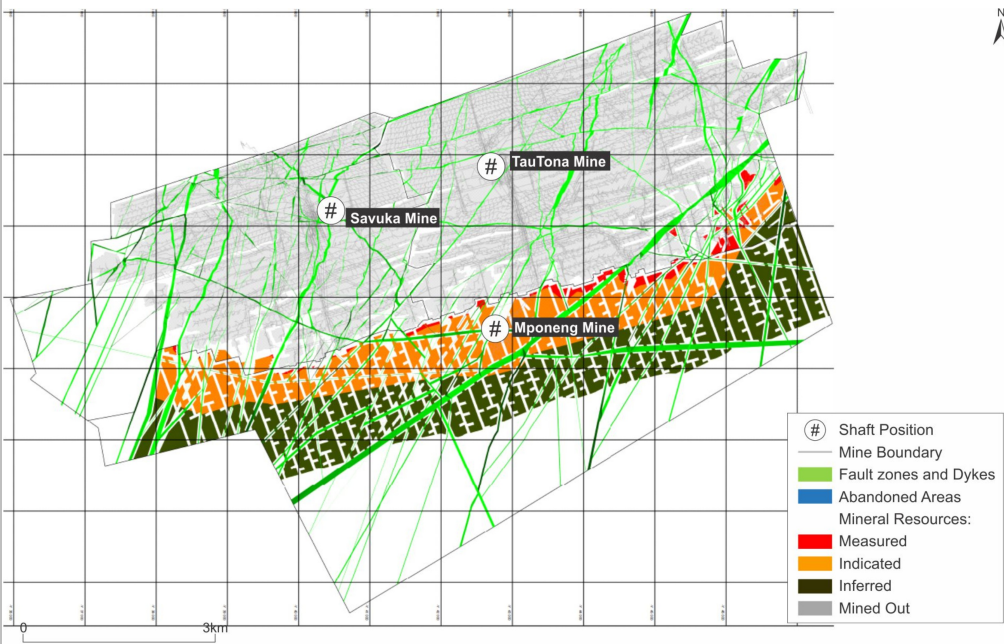 N
# TauTona Mine
# Savuka Mine
# Mponeng Mine
# Shaft Position
Mine Boundary
Fault zones and Dykes
Abandoned Areas
Mineral Resources:
Measured
Indicated
Inferred
Mined Out
0 3km